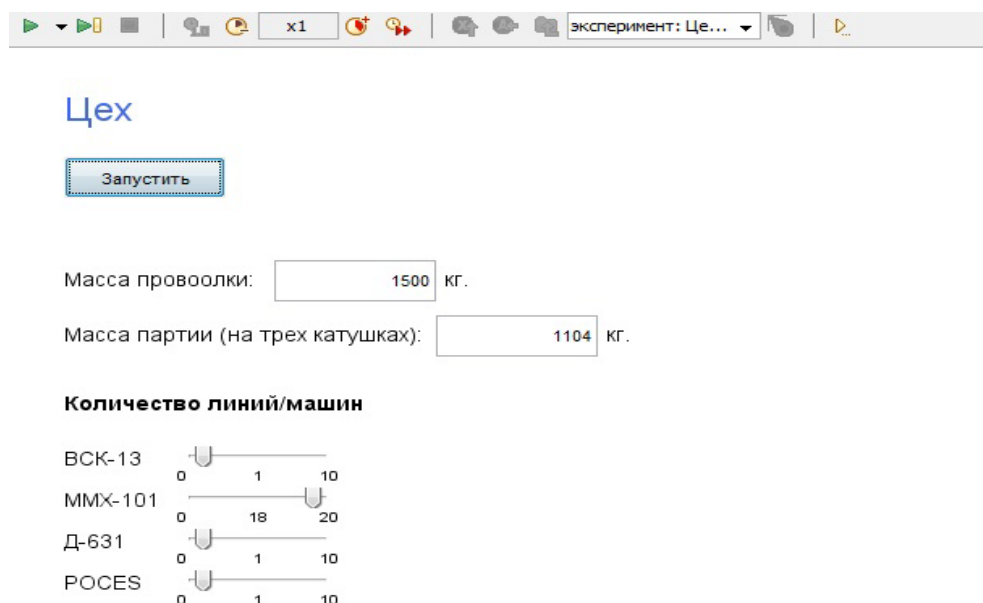 x1 эксперимент: Це...
Цех
Запустить
Масса провоолки: 1500 кг.
Масса партии (на трех катушках): 1104 кг.
Количество линий/машин
ВСК-13
0 1 10
ММХ-101
0 18 20
Д-631
0 1 10
POCES
0 1 10